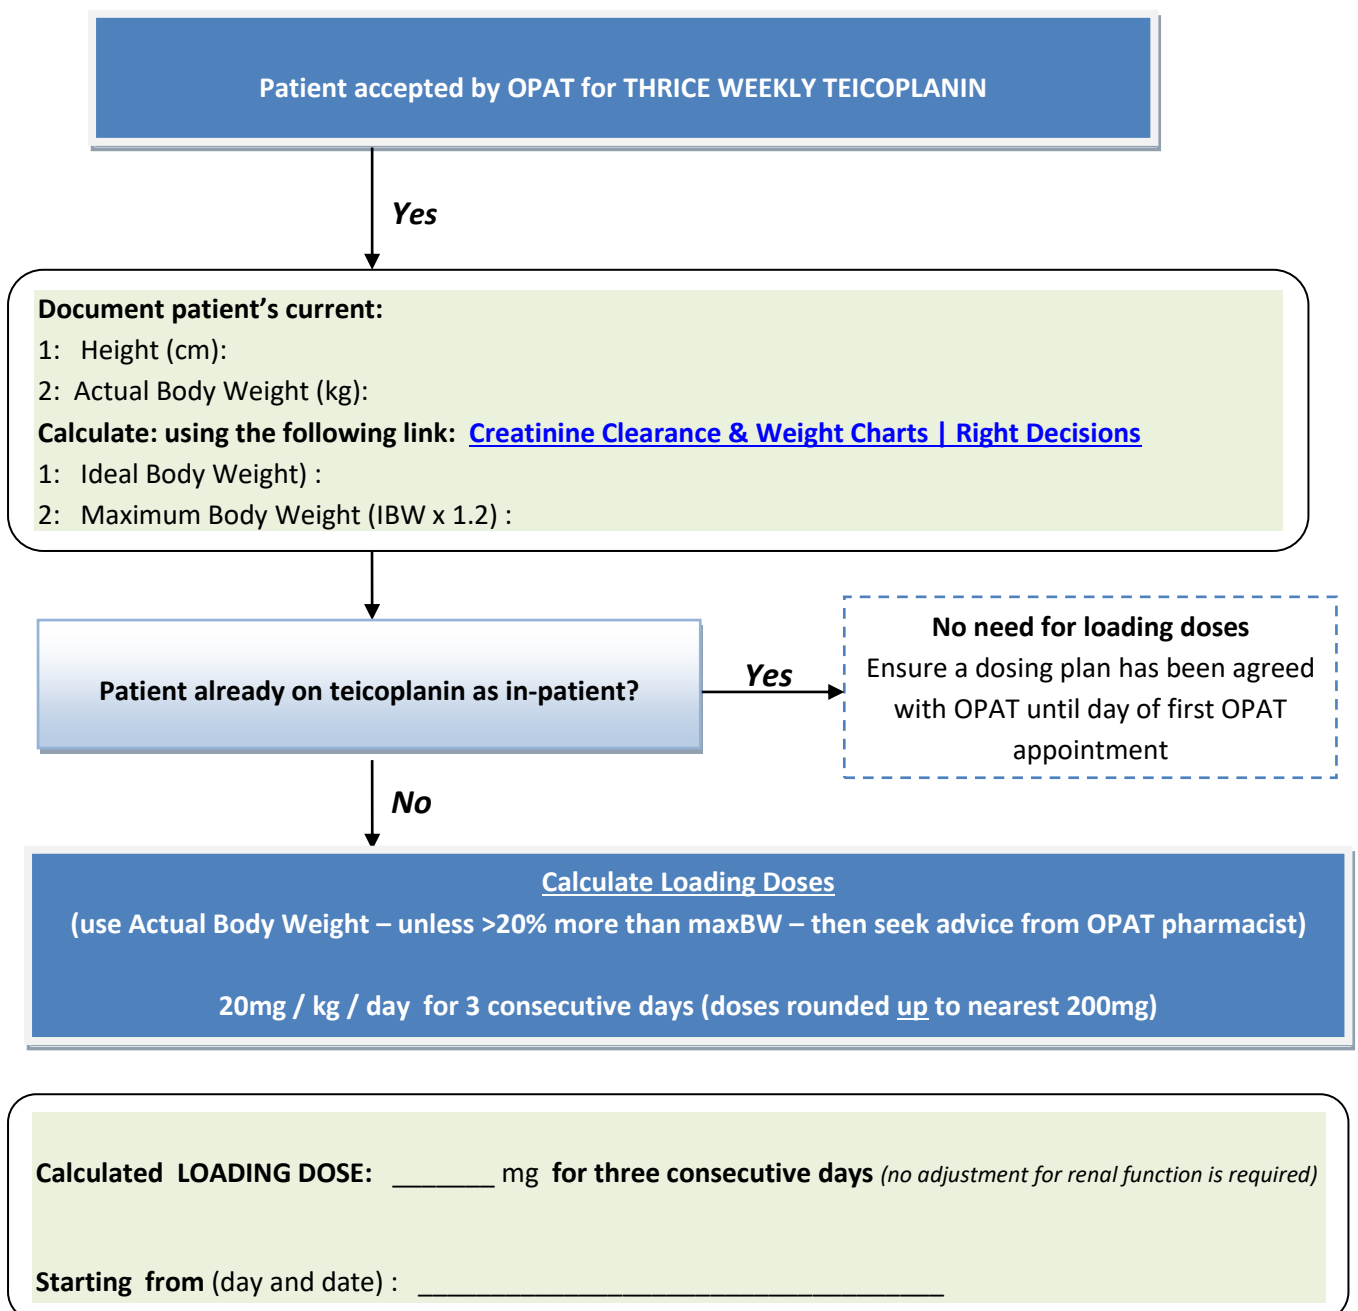 Patient accepted by OPAT for THRICE WEEKLY TEICOPLANIN
Yes
Document patient’s current:
1: Height (cm):
2: Actual Body Weight (kg):
Calculate: using the following link: Creatinine Clearance & Weight Charts | Right Decisions
1: Ideal Body Weight) :
2: Maximum Body Weight (IBW x 1.2) :
Patient already on teicoplanin as in-patient?
Yes
No need for loading doses
Ensure a dosing plan has been agreed
with OPAT until day of first OPAT
appointment
No
Calculate Loading Doses
(use Actual Body Weight – unless >20% more than maxBW – then seek advice from OPAT pharmacist)
20mg / kg / day for 3 consecutive days (doses rounded up to nearest 200mg)
Calculated LOADING DOSE: _______ mg for three consecutive days (no adjustment for renal function is required)
Starting from (day and date) : ____________________________________